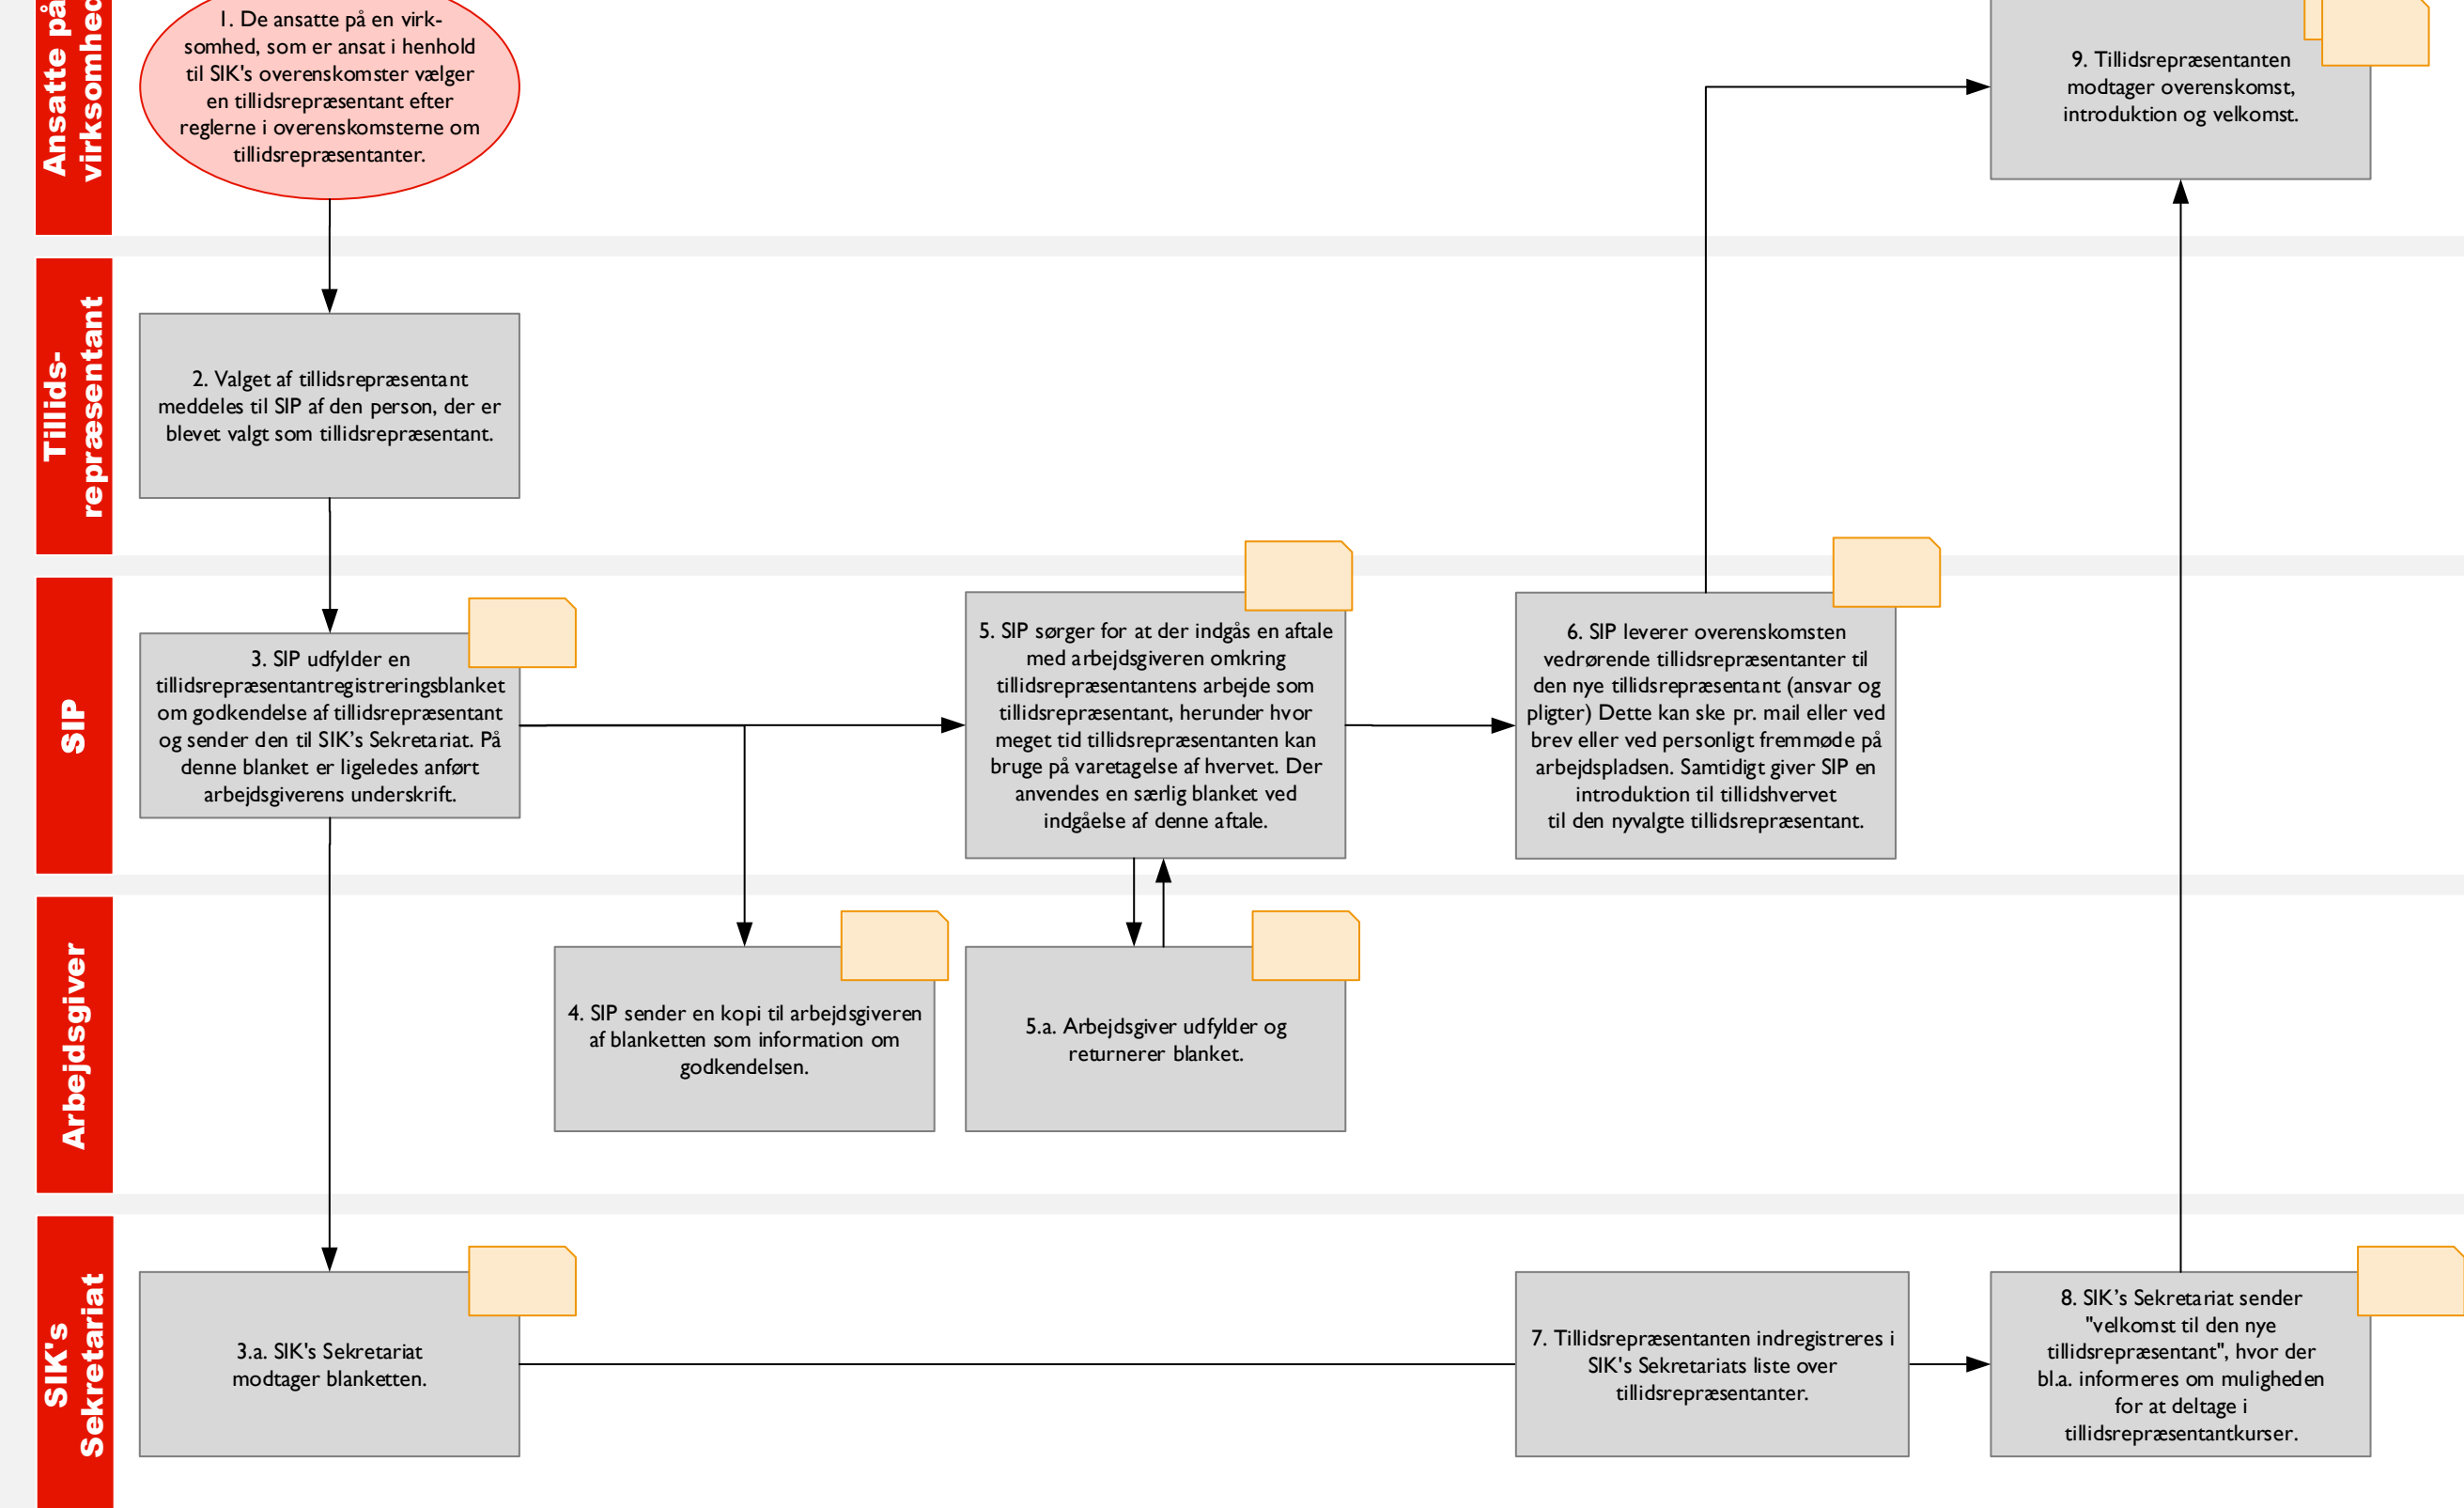 Ansatte på
virksomhed
1. De ansatte på en virk-
somhed, som er ansat i henhold
til SIK's overenskomster vælger
en tillidsrepræsentant efter
reglerne i overenskomsterne om
tillidsrepræsentanter.
9. Tillidsrepræsentanten
modtager overenskomst,
introduktion og velkomst.
Tillids-
repræsentant
2. Valget af tillidsrepræsentant
meddeles til SIP af den person, der er
blevet valgt som tillidsrepræsentant.
SIP
3. SIP udfylder en
tillidsrepræsentantregistreringsblanket
om godkendelse af tillidsrepræsentant
og sender den til SIK’s Sekretariat. På
denne blanket er ligeledes anført
arbejdsgiverens underskrift.
5. SIP sørger for at der indgås en aftale
med arbejdsgiveren omkring
tillidsrepræsentantens arbejde som
tillidsrepræsentant, herunder hvor
meget tid tillidsrepræsentanten kan
bruge på varetagelse af hvervet. Der
anvendes en særlig blanket ved
indgåelse af denne aftale.
6. SIP leverer overenskomsten
vedrørende tillidsrepræsentanter til
den nye tillidsrepræsentant (ansvar og
pligter) Dette kan ske pr. mail eller ved
brev eller ved personligt fremmøde på
arbejdspladsen. Samtidigt giver SIP en
introduktion til tillidshvervet
til den nyvalgte tillidsrepræsentant.
Arbejdsgiver
4. SIP sender en kopi til arbejdsgiveren
af blanketten som information om
godkendelsen.
5.a. Arbejdsgiver udfylder og
returnerer blanket.
SIK's
Sekretariat
3.a. SIK's Sekretariat
modtager blanketten.
7. Tillidsrepræsentanten indregistreres i
SIK's Sekretariats liste over
tillidsrepræsentanter.
8. SIK’s Sekretariat sender
"velkomst til den nye
tillidsrepræsentant", hvor der
bl.a. informeres om muligheden
for at deltage i
tillidsrepræsentantkurser.